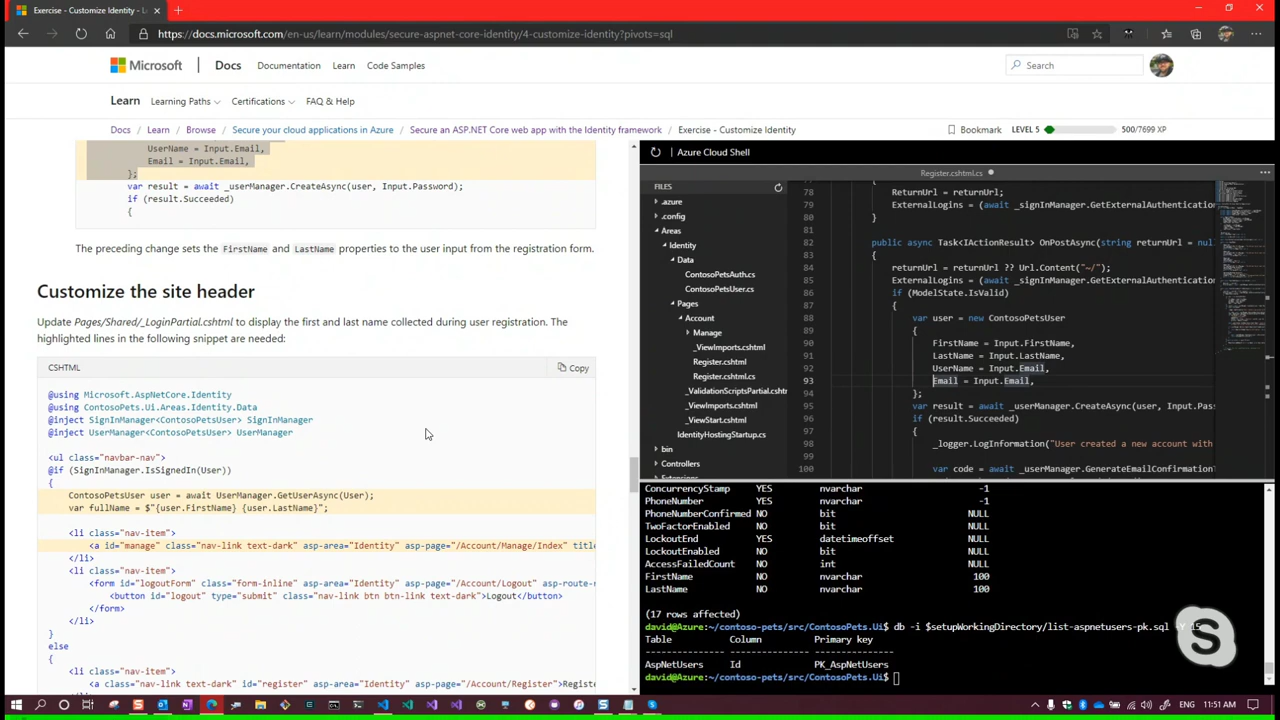 Exercise - Customize Identity - L
https://docs.microsoft.com/en-us/learn/modules/secure-aspnet-core-identity/4-customize-identity?pivots=sql
Microsoft
Docs
Documentation
Learn
Code Samples
Search
Learn
Learning Paths
Certifications
FAQ & Help
Docs / Learn / Browse / Secure your cloud applications in Azure / Secure an ASP.NET Core web app with the Identity framework / Exercise - Customize Identity
Bookmark
LEVEL 5
500/7699 XP
UserName = Input.Email,
Email = Input.Email,
};
var result = await _userManager.CreateAsync(user, Input.Password);
if (result.Succeeded)
{
The preceding change sets the FirstName and LastName properties to the user input from the registration form.
Customize the site header
Update Pages/Shared/_LoginPartial.cshtml to display the first and last name collected during user registration. The
highlighted lines in the following snippet are needed:
CSHTML
Copy
@using Microsoft.AspNetCore.Identity
@using ContosoPets.Ui.Areas.Identity.Data
@inject SignInManager<ContosoPetsUser> SignInManager
@inject UserManager<ContosoPetsUser> UserManager
<ul class="navbar-nav">
@if (SignInManager.IsSignedIn(User))
{
ContosoPetsUser user = await UserManager.GetUserAsync(User);
var fullName = $"{user.FirstName} {user.LastName}";
<li class="nav-item">
<a id="manage" class="nav-link text-dark" asp-area="Identity" asp-page="/Account/Manage/Index" titl
</li>
<li class="nav-item">
<form id="logoutForm" class="form-inline" asp-area="Identity" asp-page="/Account/Logout" asp-route-r
<button id="logout" type="submit" class="nav-link btn btn-link text-dark">Logout</button>
</form>
</li>
}
else
{
<li class="nav-item">
<a class="nav-link text-dark" id="register" asp-area="Identity" asp-page="/Account/Register">Registe
</li>
Azure Cloud Shell
Register.cshtml.cs
FILES
.azure
.config
Areas
Identity
Data
ContosoPetsAuth.cs
ContosoPetsUser.cs
Pages
Account
Manage
_ViewImports.cshtml
Register.cshtml
Register.cshtml.cs
_ValidationScriptsPartial.cshtml
_ViewImports.cshtml
_ViewStart.cshtml
IdentityHostingStartup.cs
bin
Controllers
Extensions
78 ReturnUrl = returnUrl;
79 ExternalLogins = (await _signInManager.GetExternalAuthentication
80 }
81
82 public async Task<IActionResult> OnPostAsync(string returnUrl = null
83 {
84 returnUrl = returnUrl ?? Url.Content("~/");
85 ExternalLogins = (await _signInManager.GetExternalAuthentication
86 if (ModelState.IsValid)
87 {
88 var user = new ContosoPetsUser
89 {
90 FirstName = Input.FirstName,
91 LastName = Input.LastName,
92 UserName = Input.Email,
93 Email = Input.Email,
94 };
95 var result = await _userManager.CreateAsync(user, Input.Pass
96 if (result.Succeeded)
97 {
98 _logger.LogInformation("User created a new account with
99
100 var code = await _userManager.GenerateEmailConfirmation
ConcurrencyStamp YES nvarchar -1
PhoneNumber YES nvarchar -1
PhoneNumberConfirmed NO bit NULL
TwoFactorEnabled NO bit NULL
LockoutEnd YES datetimeoffset NULL
LockoutEnabled NO bit NULL
AccessFailedCount NO int NULL
FirstName NO nvarchar 100
LastName NO nvarchar 100
(17 rows affected)
david@Azure:~/contoso-pets/src/ContosoPets.Ui$ db -i $setupWorkingDirectory/list-aspnetusers-pk.sql -Y 15
Table Column Primary key
AspNetUsers Id PK_AspNetUsers
david@Azure:~/contoso-pets/src/ContosoPets.Ui$
ENG 11:51 AM